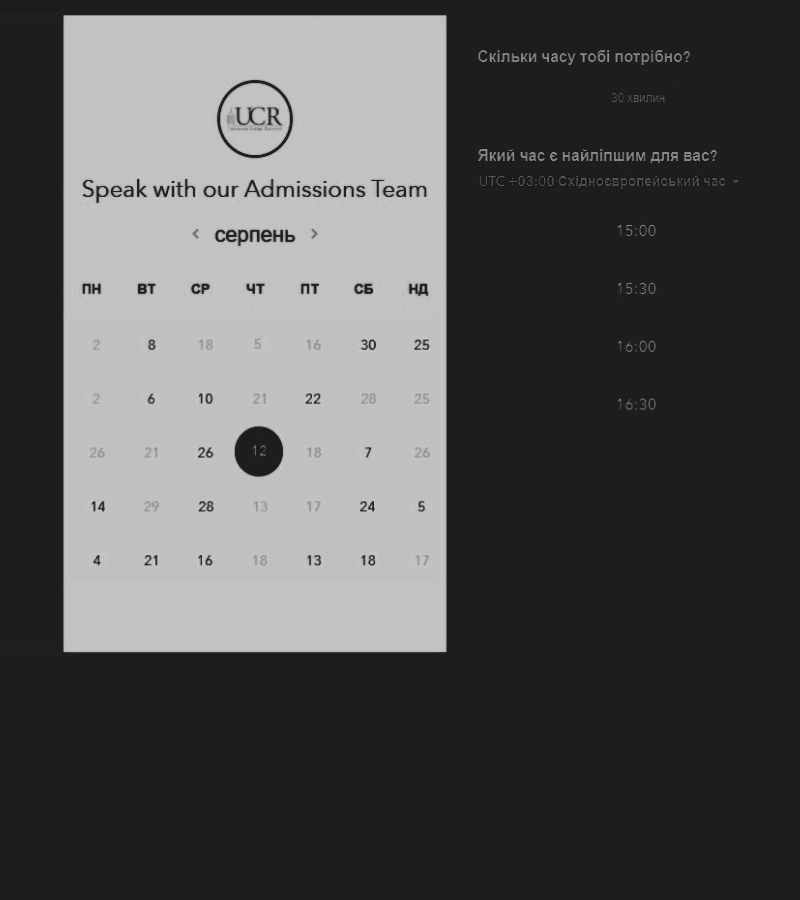 UCR
Speak with our Admissions Team
серпень
ПН ВТ СР ЧТ ПТ СБ НД
2 8 18 5 16 30 25
2 6 10 21 22 28 25
26 21 26 12 18 7 26
14 29 28 13 17 24 5
4 21 16 18 13 18 17
Скільки часу тобі потрібно?
30 хвилин
Який час є найліпшим для вас?
UTC +03:00 Східноєвропейський час
15:00
15:30
16:00
16:30